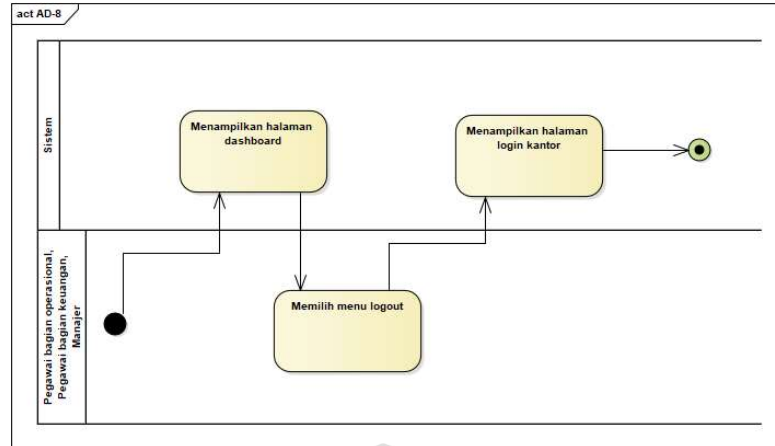 act AD-8
Sistem
Menampilkan halaman
dashboard
Menampilkan halaman
login kantor
Pegawai bagian operasional,
Pegawai bagian keuangan,
Manajer
Memilih menu logout